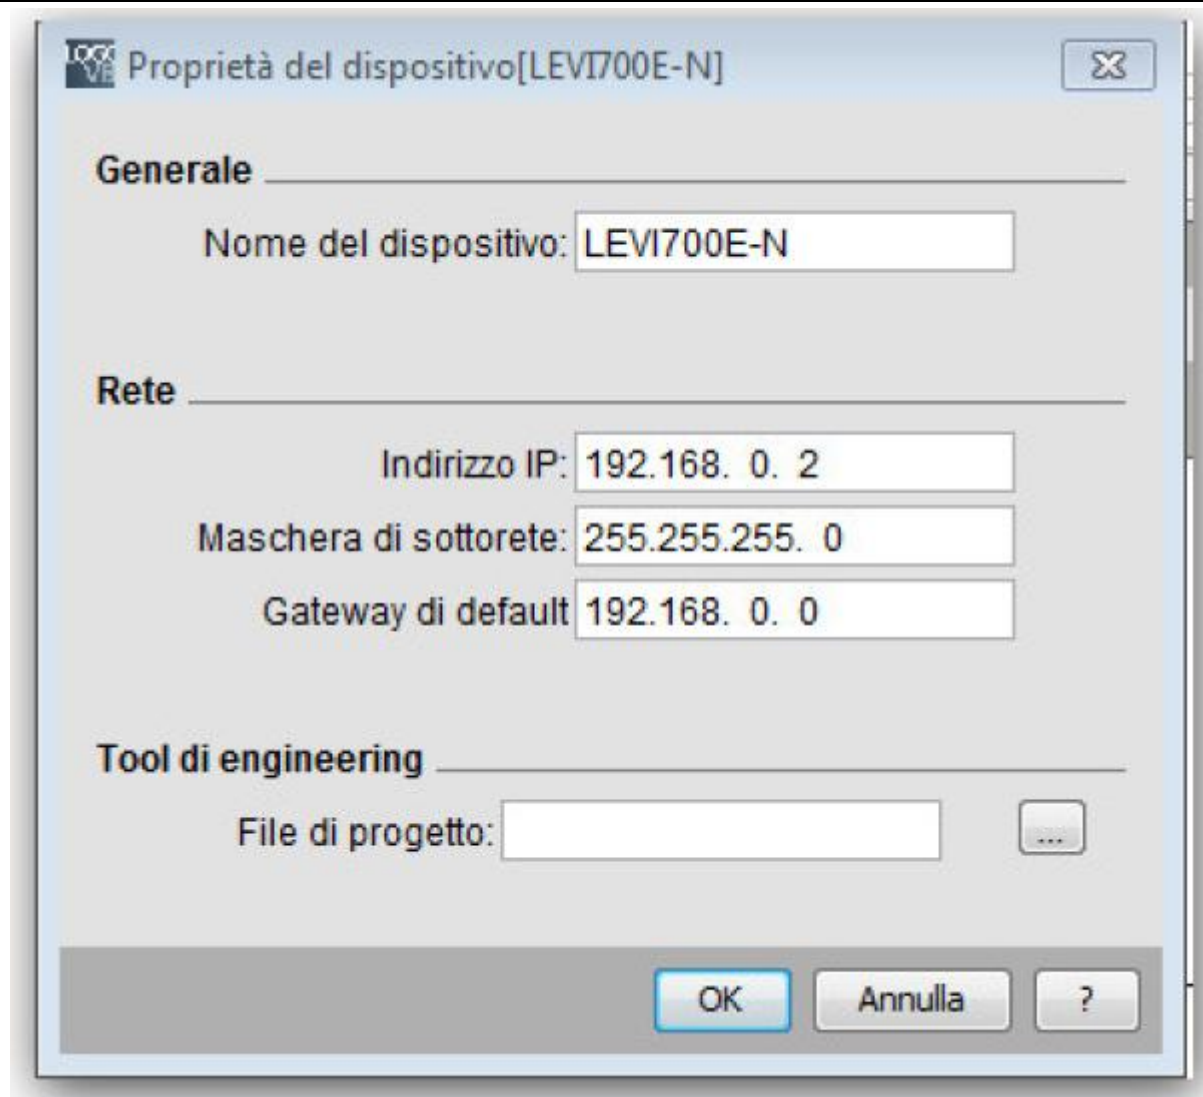 Proprietà del dispositivo[LEVI700E-N]
Generale
Nome del dispositivo: LEVI700E-N
Rete
Indirizzo IP: 192.168. 0. 2
Maschera di sottorete: 255.255.255. 0
Gateway di default 192.168. 0. 0
Tool di engineering
File di progetto: ...
OK Annulla ?